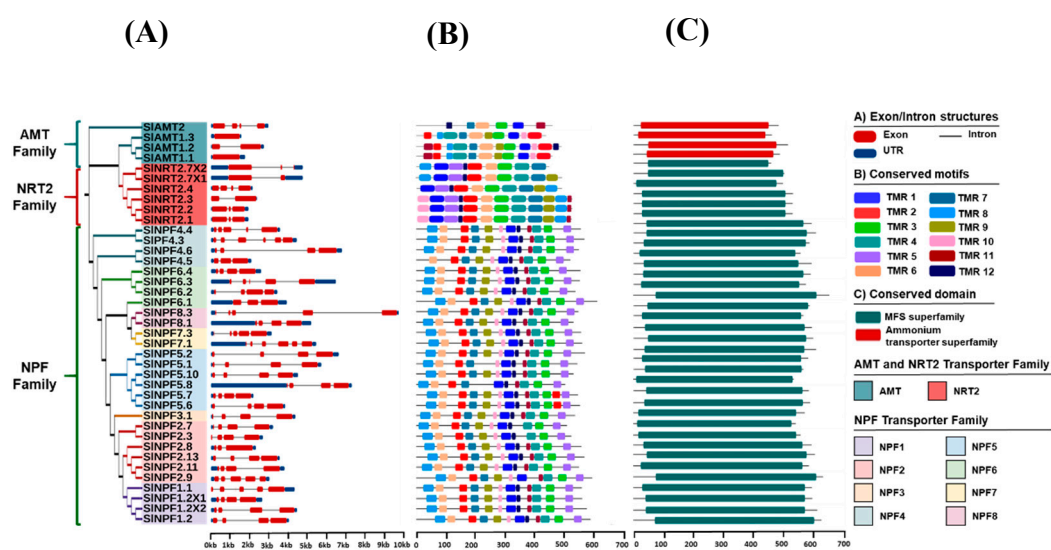 (A)
(B)
(C)
AMT
Family
NRT2
Family
NPF
Family
SlAMT2
SlAMT1.3
SlAMT1.2
SlAMT1.1
SlNRT2.7X2
SlNRT2.7X1
SlNRT2.4
SlNRT2.3
SlNRT2.2
SlNRT2.1
SlNPF4.4
SlPF4.3
SlNPF4.6
SlNPF4.5
SlNPF6.4
SlNPF6.3
SlNPF6.2
SlNPF6.1
SlNPF8.3
SlNPF8.1
SlNPF7.3
SlNPF7.1
SlNPF5.2
SlNPF5.1
SlNPF5.10
SlNPF5.8
SlNPF5.7
SlNPF5.6
SlNPF3.1
SlNPF2.7
SlNPF2.3
SlNPF2.8
SlNPF2.13
SlNPF2.11
SlNPF2.9
SlNPF1.1
SlNPF1.2X1
SlNPF1.2X2
SlNPF1.2
0kb 1kb 2kb 3kb 4kb 5kb 6kb 7kb 8kb 9kb 10kb
0 100 200 300 400 500 600 700
0 100 200 300 400 500 600 700
A) Exon/Intron structures
Exon Intron
UTR
B) Conserved motifs
TMR 1 TMR 7
TMR 2 TMR 8
TMR 3 TMR 9
TMR 4 TMR 10
TMR 5 TMR 11
TMR 6 TMR 12
C) Conserved domain
MFS superfamily
Ammonium
transporter superfamily
AMT and NRT2 Transporter Family
AMT NRT2
NPF Transporter Family
NPF1 NPF5
NPF2 NPF6
NPF3 NPF7
NPF4 NPF8